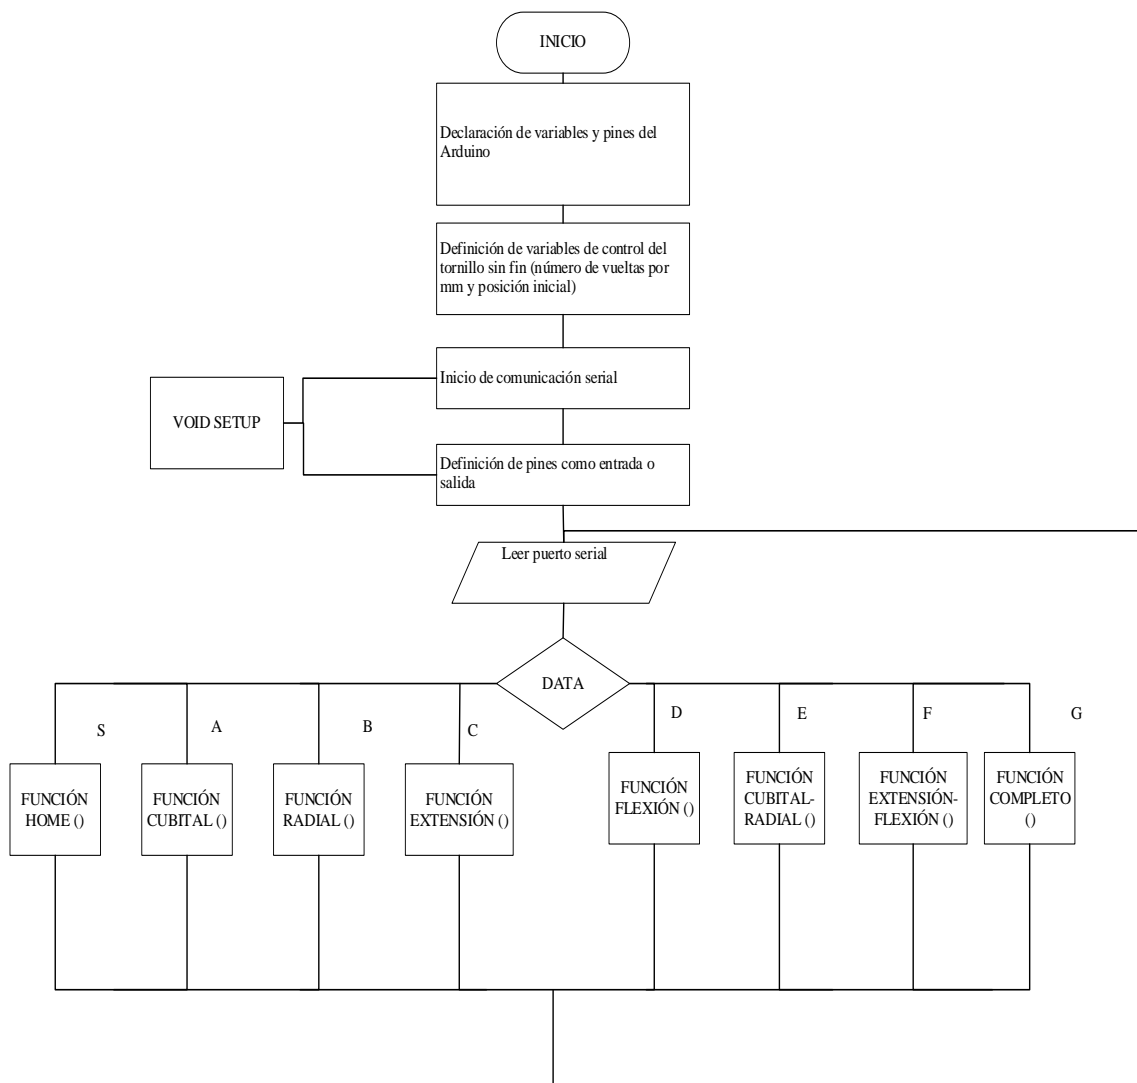 INICIO
Declaración de variables y pines del
Arduino
Definición de variables de control del
tornillo sin fin (número de vueltas por
mm y posición inicial)
Inicio de comunicación serial
VOID SETUP
Definición de pines como entrada o
salida
Leer puerto serial
DATA
S
A
B
C
D
E
F
G
FUNCIÓN
HOME ()
FUNCIÓN
CUBITAL ()
FUNCIÓN
RADIAL ()
FUNCIÓN
EXTENSIÓN ()
FUNCIÓN
FLEXIÓN ()
FUNCIÓN
CUBITAL-
RADIAL ()
FUNCIÓN
EXTENSIÓN-
FLEXIÓN ()
FUNCIÓN
COMPLETO
()